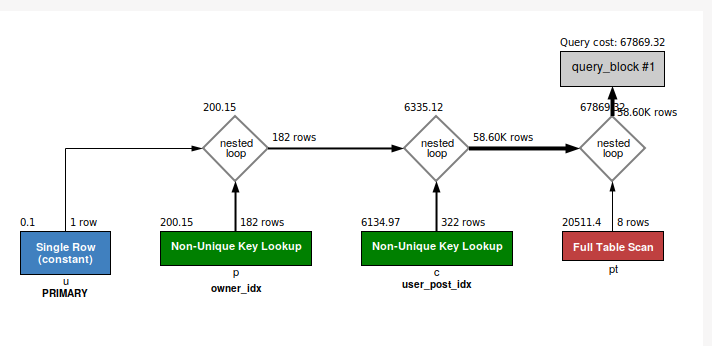 Query cost: 67869.32
query_block #1
200.15
6335.12
67869.32
58.60K rows
nested
loop
182 rows
nested
loop
58.60K rows
nested
loop
0.1
1 row
200.15
182 rows
6134.97
322 rows
20511.4
8 rows
Single Row
(constant)
Non-Unique Key Lookup
Non-Unique Key Lookup
Full Table Scan
u
PRIMARY
p
owner_idx
c
user_post_idx
pt